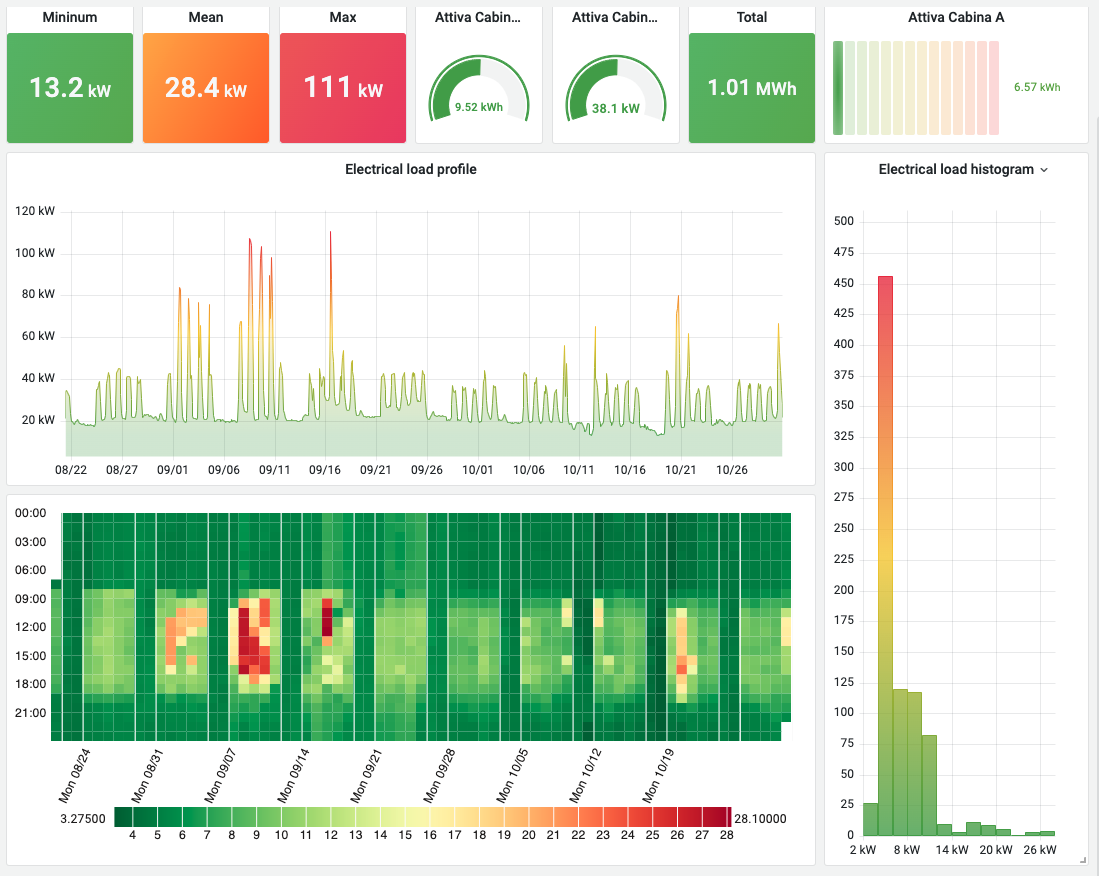 Mininum
Mean
Max
Attiva Cabin...
Attiva Cabin...
Total
Attiva Cabina A
13.2 kW
28.4 kW
111 kW
9.52 kWh
38.1 kW
1.01 MWh
6.57 kWh
Electrical load profile
120 kW
100 kW
80 kW
60 kW
40 kW
20 kW
08/22 08/27 09/01 09/06 09/11 09/16 09/21 09/26 10/01 10/06 10/11 10/16 10/21 10/26
Electrical load histogram
500
475
450
425
400
375
350
325
300
275
250
225
200
175
150
125
100
75
50
25
0
2 kW 8 kW 14 kW 20 kW 26 kW
00:00
03:00
06:00
09:00
12:00
15:00
18:00
21:00
Mon 08/24
Mon 08/31
Mon 09/07
Mon 09/14
Mon 09/21
Mon 09/28
Mon 10/05
Mon 10/12
Mon 10/19
3.27500
28.10000
4 5 6 7 8 9 10 11 12 13 14 15 16 17 18 19 20 21 22 23 24 25 26 27 28